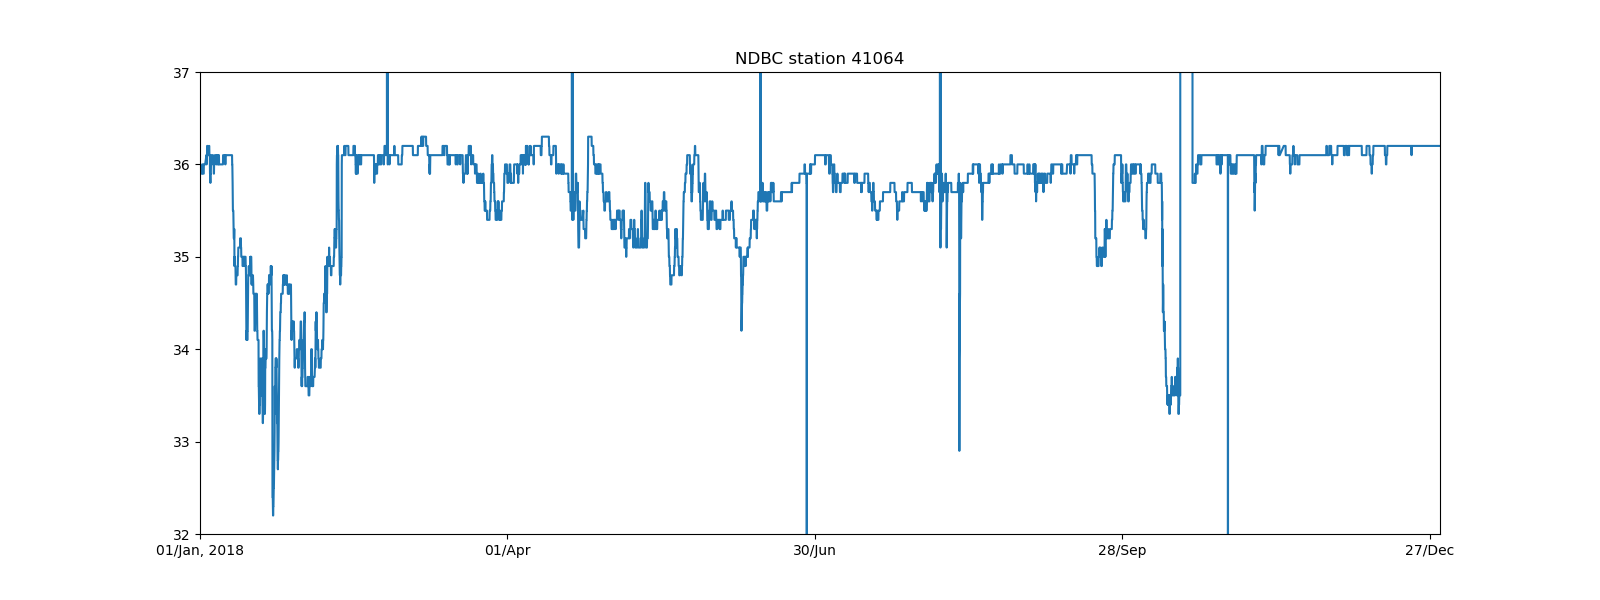 NDBC station 41064
37
36
35
34
33
32
01/Jan, 2018
01/Apr
30/Jun
28/Sep
27/Dec